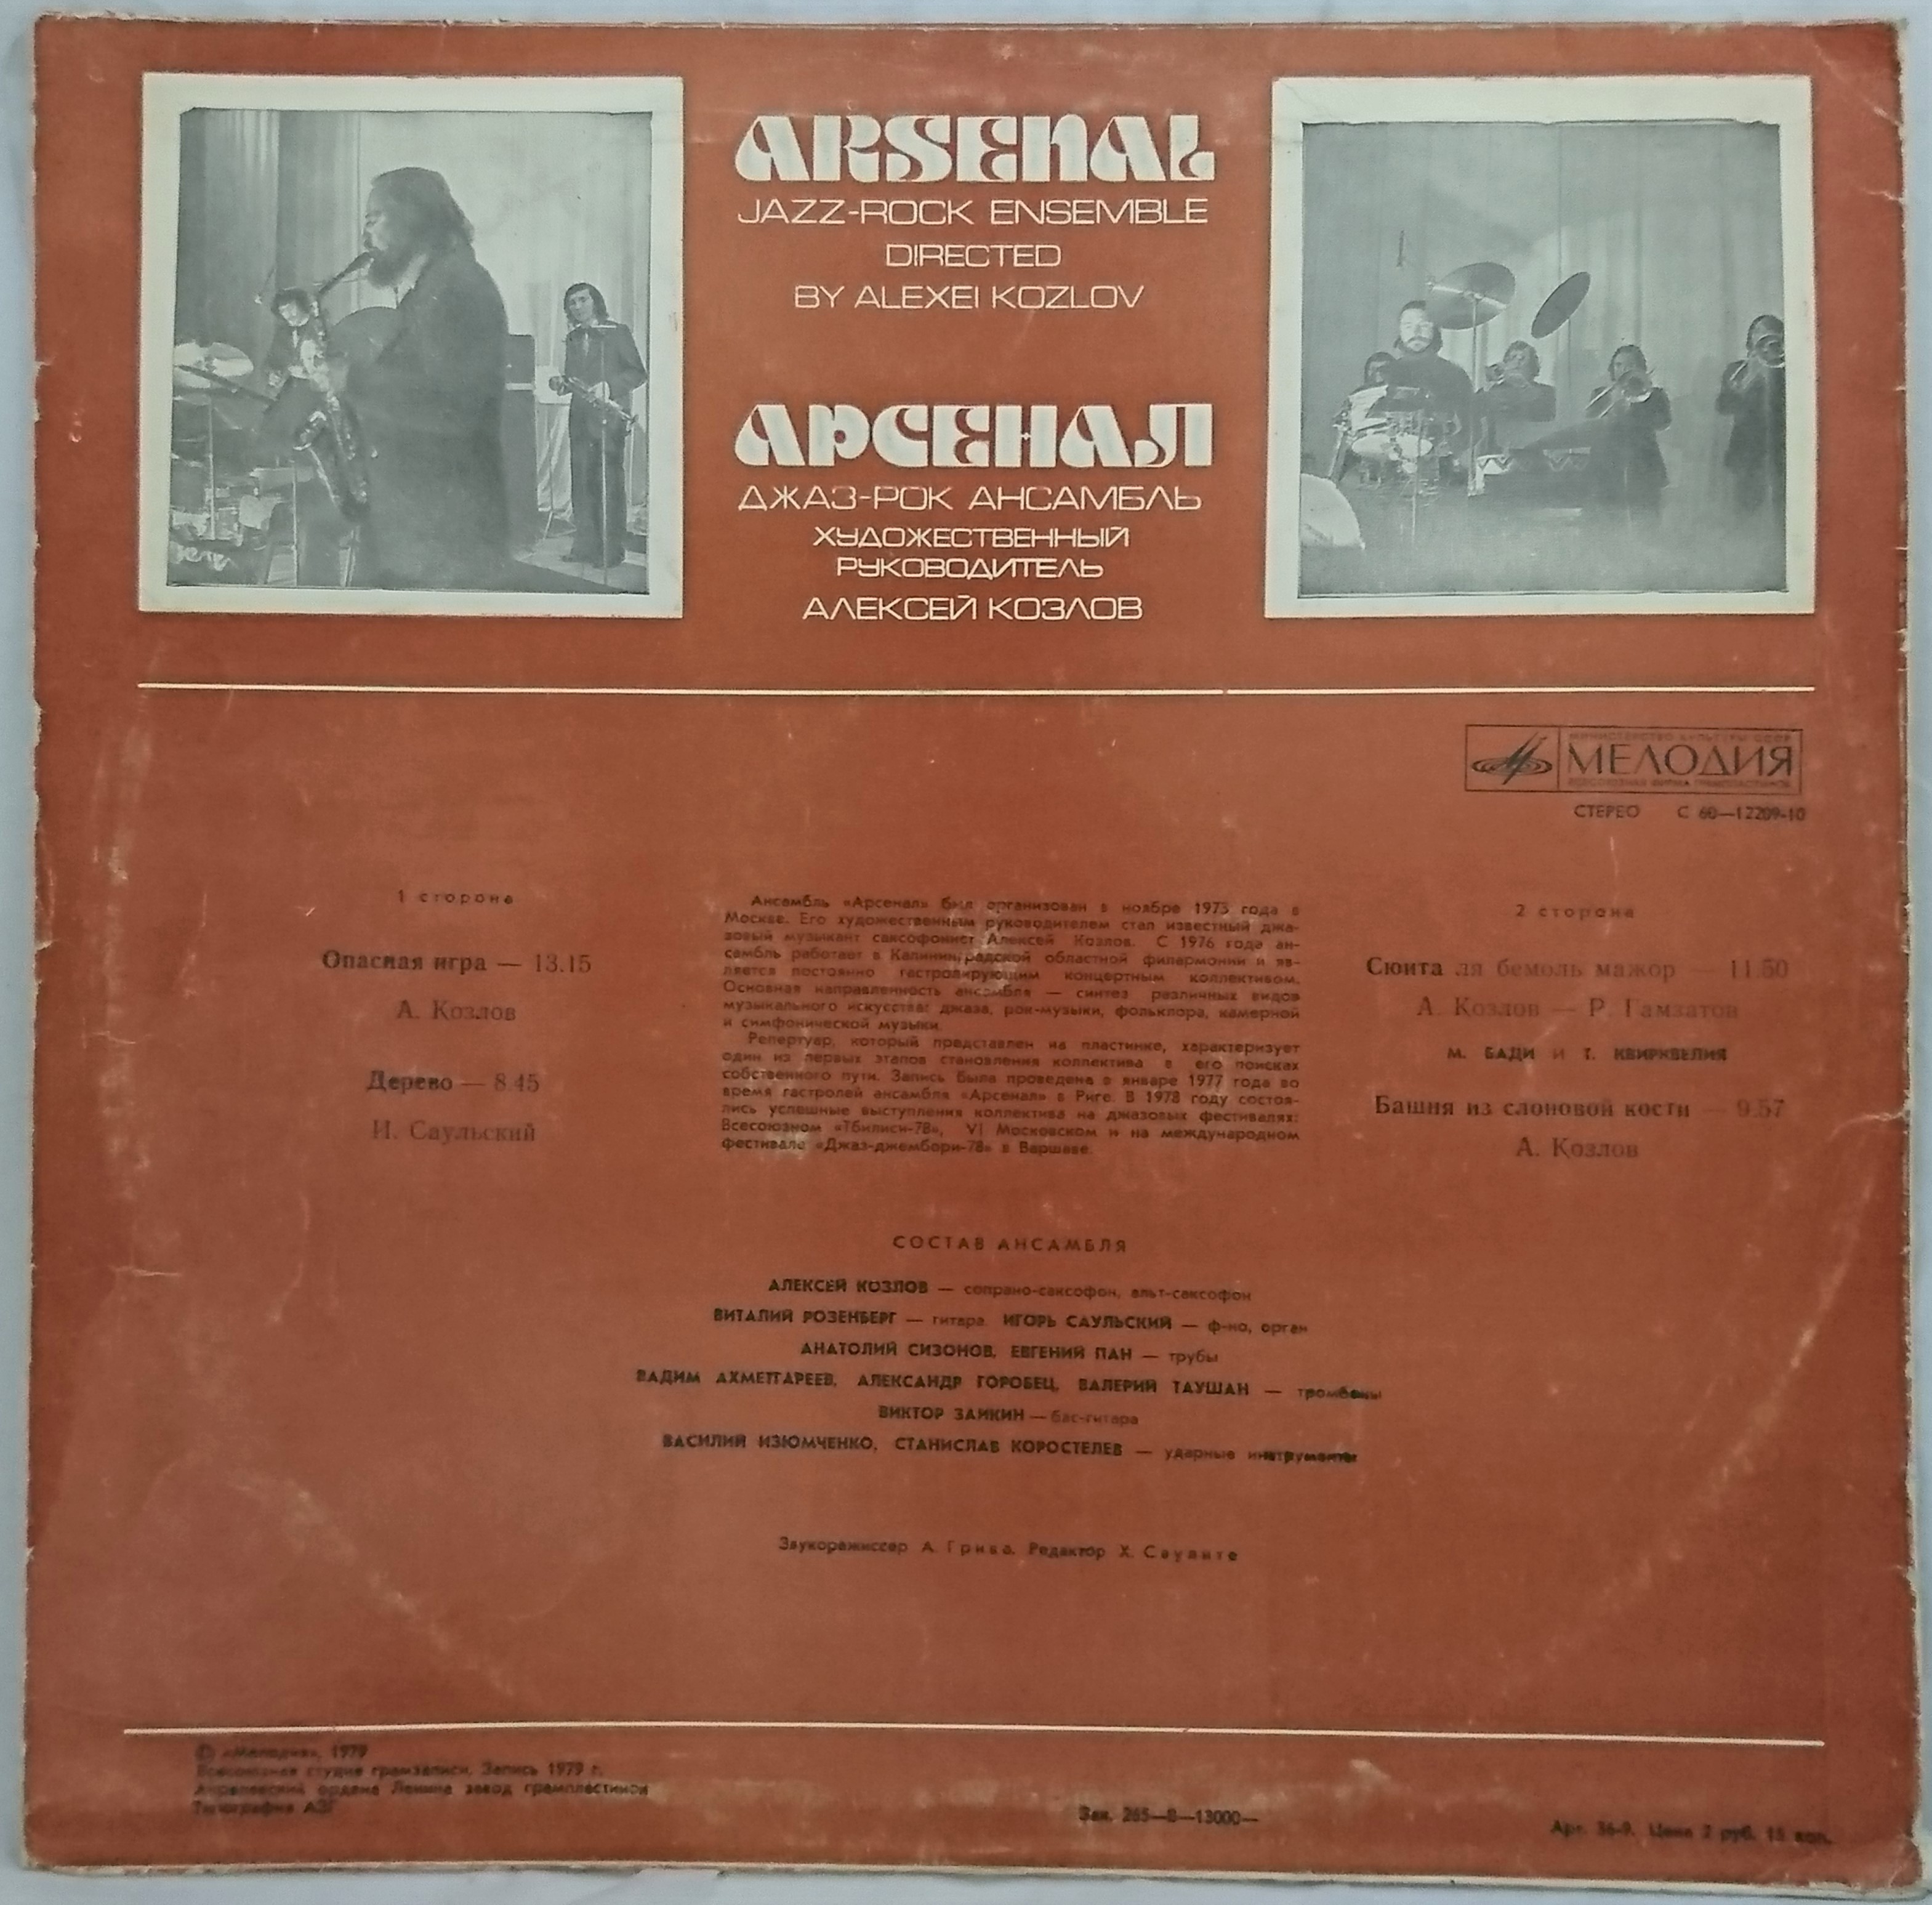 ARSENAL
JAZZ-ROCK ENSEMBLE
DIRECTED
BY ALEXEI KOZLOV
АРСЕНАЛ
ДЖАЗ-РОК АНСАМБЛЬ
ХУДОЖЕСТВЕННЫЙ
РУКОВОДИТЕЛЬ
АЛЕКСЕЙ КОЗЛОВ
МИНИСТЕРСТВО КУЛЬТУРЫ СССР
МЕЛОДИЯ
ВСЕСОЮЗНАЯ ФИРМА ГРАМПЛАСТИНОК
СТЕРЕО С 60—12209-10
1 сторона
Опасная игра — 13.15
А. Козлов
Дерево — 8.45
И. Саульский
Ансамбль «Арсенал» был организован в ноябре 1973 года в
Москве. Его художественным руководителем стал известный джа-
зовый музыкант саксофонист Алексей Козлов. С 1976 года ан-
самбль работает в Калининградской областной филармонии и яв-
ляется постоянно гастролирующим концертным коллективом.
Основная направленность ансамбля — синтез различных видов
музыкального искусства: джаза, рок-музыки, фольклора, камерной
и симфонической музыки.
Репертуар, который представлен на пластинке, характеризует
один из первых этапов становления коллектива в его поисках
собственного пути. Запись была проведена в январе 1977 года во
время гастролей ансамбля «Арсенал» в Риге. В 1978 году состоя-
лись успешные выступления коллектива на джазовых фестивалях:
Всесоюзном «Тбилиси-78», VI Московском и на международном
фестивале «Джаз-джембори-78» в Варшаве.
2 сторона
Сюита ля бемоль мажор — 11.50
А. Козлов — Р. Гамзатов
М. БАДИ И Т. КВИРКВЕЛИЯ
Башня из слоновой кости — 9.57
А. Козлов
СОСТАВ АНСАМБЛЯ
АЛЕКСЕЙ КОЗЛОВ — сопрано-саксофон, альт-саксофон
ВИТАЛИЙ РОЗЕНБЕРГ — гитара, ИГОРЬ САУЛЬСКИЙ — ф-но, орган
АНАТОЛИЙ СИЗОНОВ, ЕВГЕНИЙ ПАН — трубы
ВАДИМ АХМЕТГАРЕЕВ, АЛЕКСАНДР ГОРОБЕЦ, ВАЛЕРИЙ ТАУШАН — тромбоны
ВИКТОР ЗАИКИН — бас-гитара
ВАСИЛИЙ ИЗЮМЧЕНКО, СТАНИСЛАВ КОРОСТЕЛЕВ — ударные инструменты
Звукорежиссер А. Грива. Редактор Х. Саулите
© «Мелодия», 1979
Всесоюзная студия грамзаписи. Запись 1979 г.
Апрелевский ордена Ленина завод грампластинок
Типография АЗГ
Зак. 265—В—13000—
Арт. 36-9. Цена 2 руб. 15 коп.